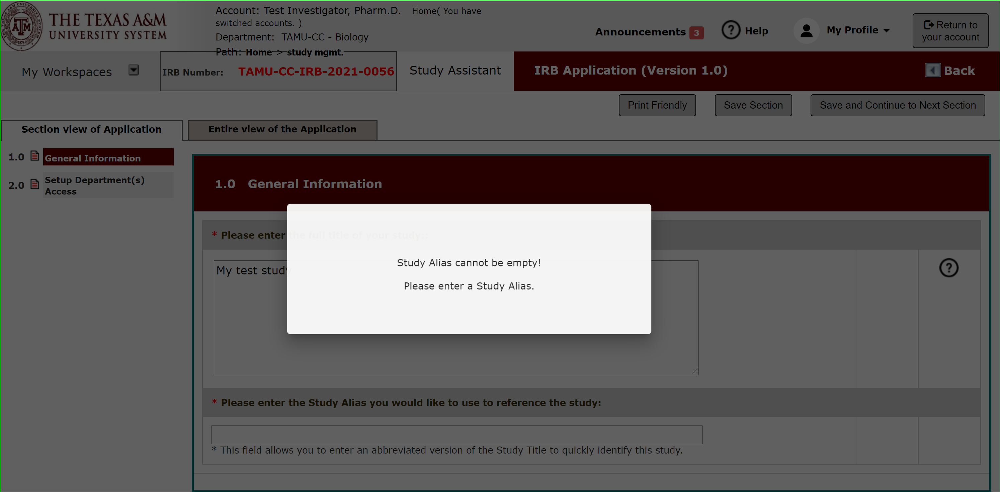 THE TEXAS A&M
UNIVERSITY SYSTEM
Account: Test Investigator, Pharm.D. Home( You have
switched accounts. )
Department: TAMU-CC - Biology
Path: Home > study mgmt.
Announcements 3
Help
My Profile
Return to
your account
My Workspaces
IRB Number: TAMU-CC-IRB-2021-0056
Study Assistant
IRB Application (Version 1.0)
Back
Print Friendly
Save Section
Save and Continue to Next Section
Section view of Application
Entire view of the Application
1.0 General Information
2.0 Setup Department(s)
Access
1.0 General Information
* Please enter the full title of your study::
My test study
Study Alias cannot be empty!
Please enter a Study Alias.
* Please enter the Study Alias you would like to use to reference the study:
* This field allows you to enter an abbreviated version of the Study Title to quickly identify this study.